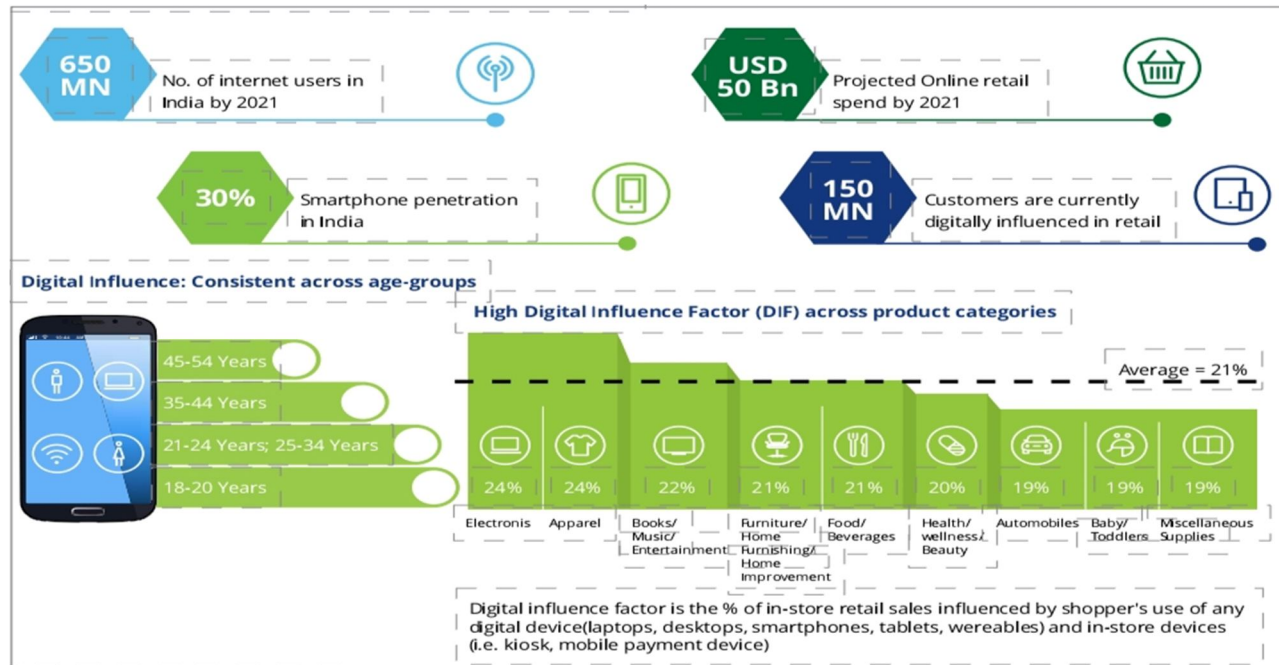 650
MN
No. of internet users in
India by 2021
USD
50 Bn
Projected Online retail
spend by 2021
30%
Smartphone penetration
in India
150
MN
Customers are currently
digitally influenced in retail
Digital Influence: Consistent across age-groups
45-54 Years
35-44 Years
21-24 Years; 25-34 Years
18-20 Years
High Digital Influence Factor (DIF) across product categories
Average = 21%
24%
24%
22%
21%
21%
20%
19%
19%
19%
Electronis
Apparel
Books/
Music/
Entertainment
Furniture/
Home
Furnishing/
Home
Improvement
Food/
Beverages
Health/
wellness/
Beauty
Automobiles
Baby/
Toddlers
Miscellaneous
Supplies
Digital influence factor is the % of in-store retail sales influenced by shopper's use of any
digital device(laptops, desktops, smartphones, tablets, wereables) and in-store devices
(i.e. kiosk, mobile payment device)